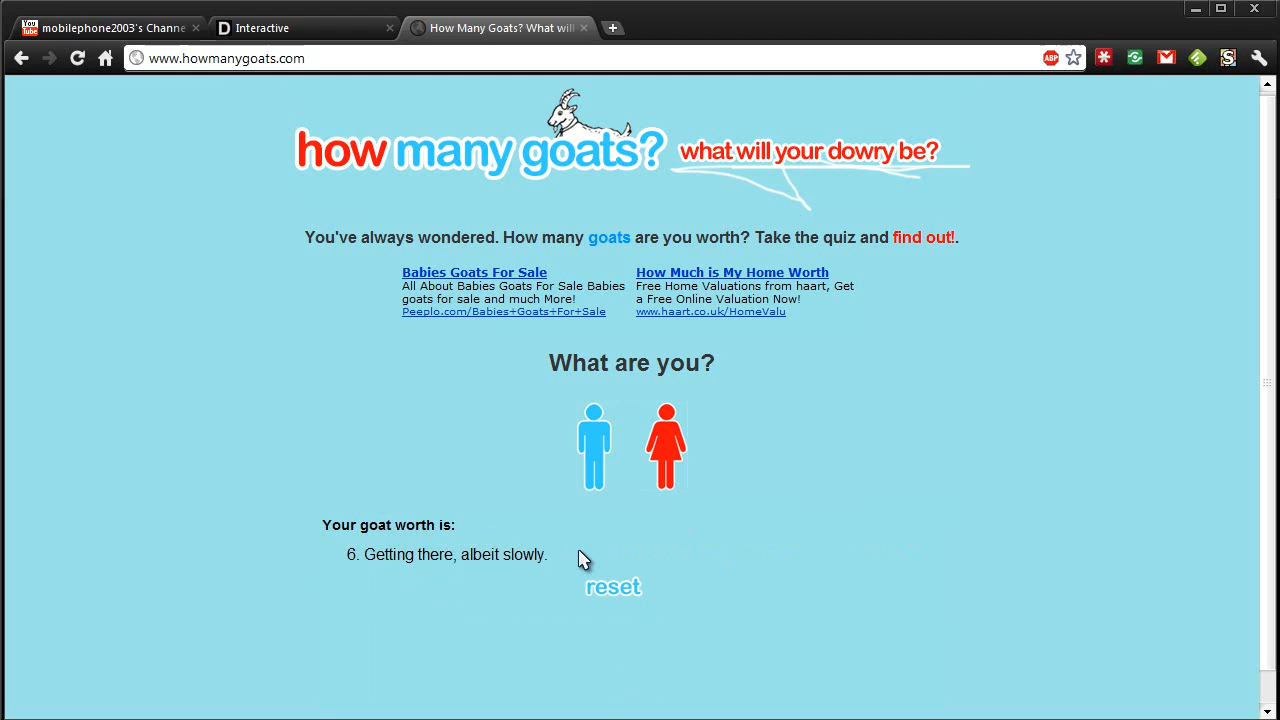 mobilephone2003's Channe
Interactive
How Many Goats? What will
www.howmanygoats.com
how many goats? what will your dowry be?
You've always wondered. How many goats are you worth? Take the quiz and find out!.
Babies Goats For Sale
All About Babies Goats For Sale Babies
goats for sale and much More!
Peeplo.com/Babies+Goats+For+Sale
How Much is My Home Worth
Free Home Valuations from haart, Get
a Free Online Valuation Now!
www.haart.co.uk/HomeValu
What are you?
Your goat worth is:
6. Getting there, albeit slowly.
reset